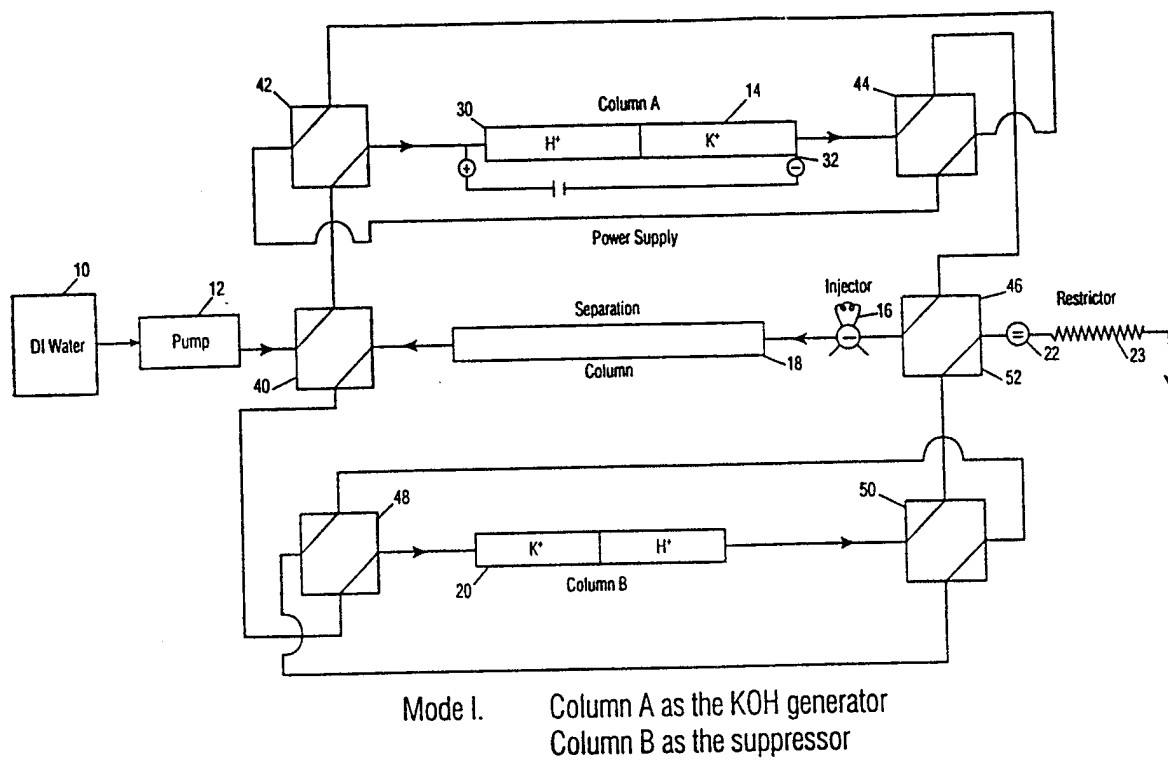 42
30
Column A
14
44
H⁺
K⁺
32
+
−
Power Supply
10
12
Injector
16
46
Restrictor
Separation
DI Water
Pump
40
Column
18
52
22
23
48
50
K⁺
H⁺
20
Column B
Mode I. Column A as the KOH generator
Column B as the suppressor